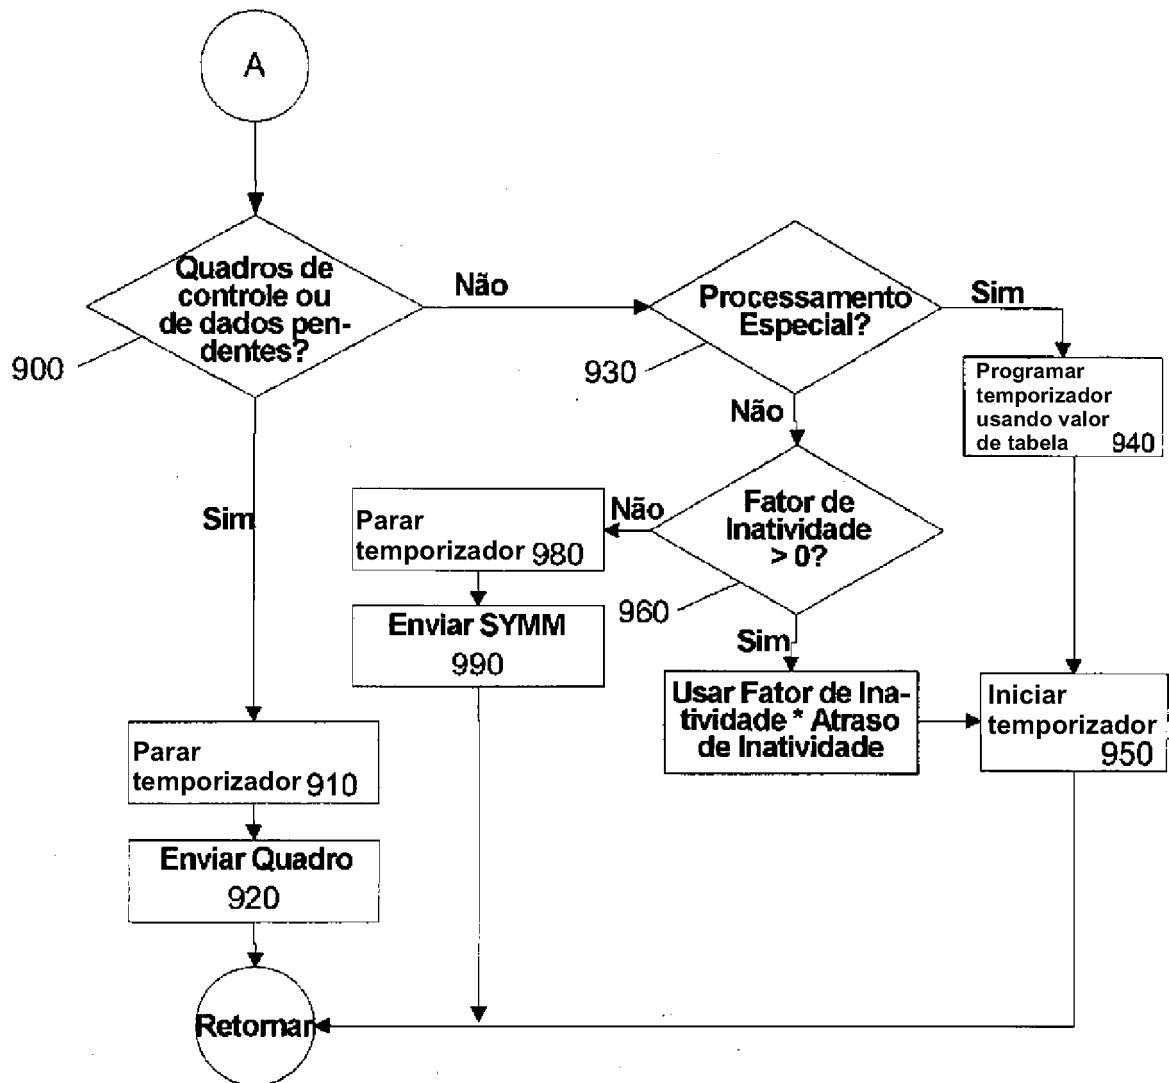 A
Quadros de
controle ou
de dados pen-
dentes?
900
Não
Processamento
Especial?
930
Sim
Programar
temporizador
usando valor
de tabela 940
Não
Fator de
Inatividade
> 0?
960
Não
Parar
temporizador 980
Enviar SYMM
990
Sim
Sim
Usar Fator de Ina-
tividade * Atraso
de Inatividade
Iniciar
temporizador
950
Parar
temporizador 910
Enviar Quadro
920
Retornar